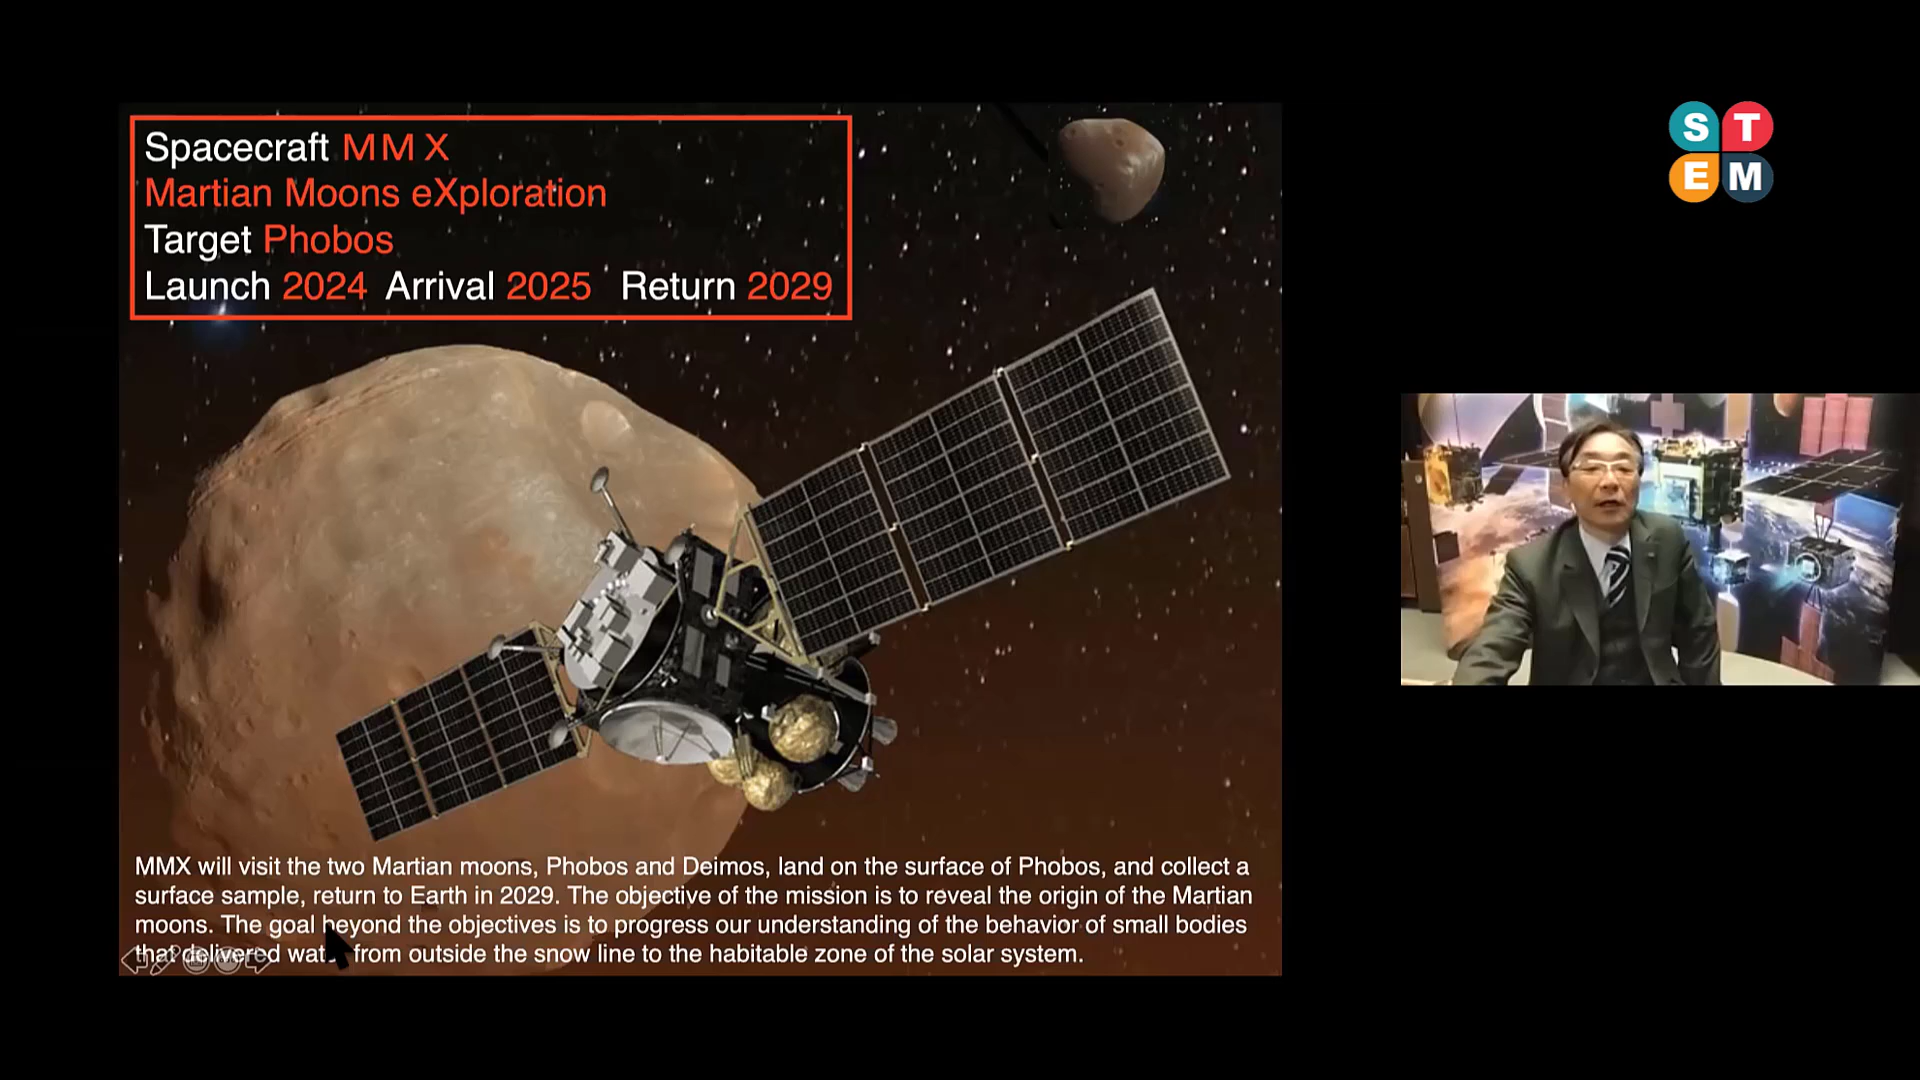 Spacecraft MMX
Martian Moons eXploration
Target Phobos
Launch 2024 Arrival 2025 Return 2029
S T
E M
MMX will visit the two Martian moons, Phobos and Deimos, land on the surface of Phobos, and collect a
surface sample, return to Earth in 2029. The objective of the mission is to reveal the origin of the Martian
moons. The goal beyond the objectives is to progress our understanding of the behavior of small bodies
that delivered water from outside the snow line to the habitable zone of the solar system.